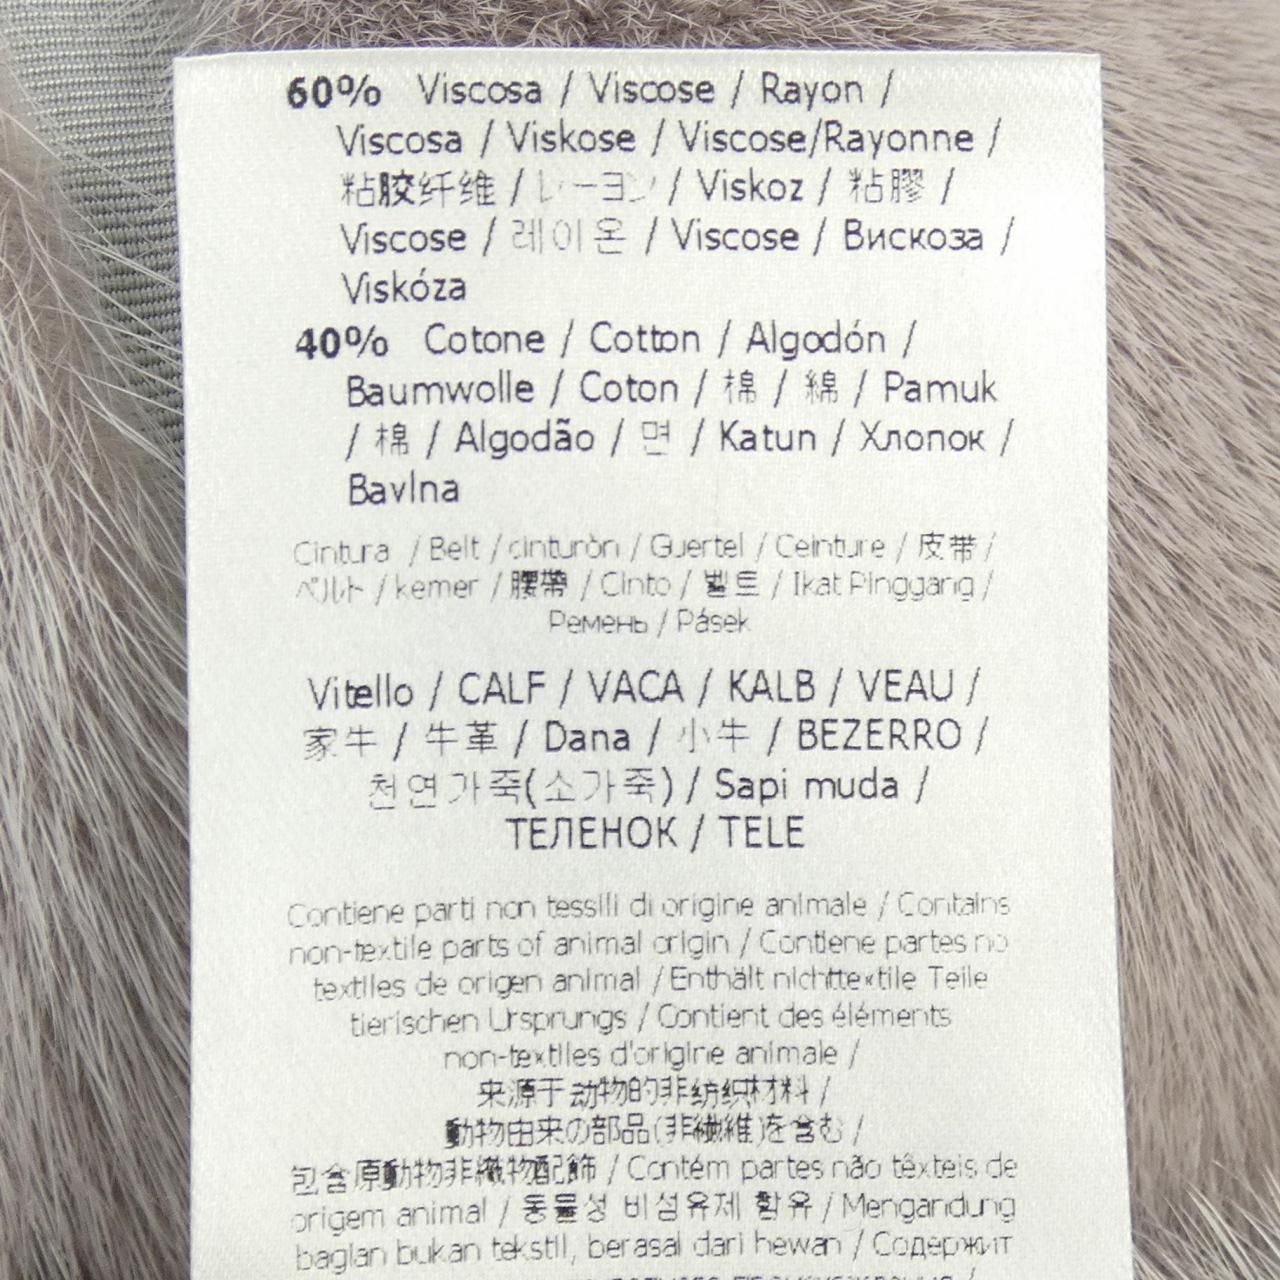 60% Viscosa / Viscose / Rayon /
Viscosa / Viskose / Viscose/Rayonne /
粘胶纤维 / レーヨン / Viskoz / 粘膠 /
Viscose / 레이온 / Viscose / Вискоза /
Viskóza
40% Cotone / Cotton / Algodón /
Baumwolle / Coton / 棉 / 綿 / Pamuk
/ 棉 / Algodão / 면 / Katun / Хлопок /
Bavlna
Cintura / Belt / cinturòn / Guertel / Ceinture / 皮带 /
ベルト / kemer / 腰帶 / Cinto / 벨트 / Ikat Pinggang /
Ремень / Pásek
Vitello / CALF / VACA / KALB / VEAU /
家牛 / 牛革 / Dana / 小牛 / BEZERRO /
천연가죽(소가죽) / Sapi muda /
ТЕЛЕНОК / TELE
Contiene parti non tessili di origine animale / Contains
non-textile parts of animal origin / Contiene partes no
textiles de origen animal / Enthält nichttextile Teile
tierischen Ursprungs / Contient des éléments
non-textiles d'origine animale /
来源于动物的非纺织材料 /
動物由来の部品(非繊維)を含む /
包含原動物非織物配飾 / Contém partes não têxteis de
origem animal / 동물성 비섬유제 함유 / Mengandung
bagian bukan tekstil, berasal dari hewan / Содержит